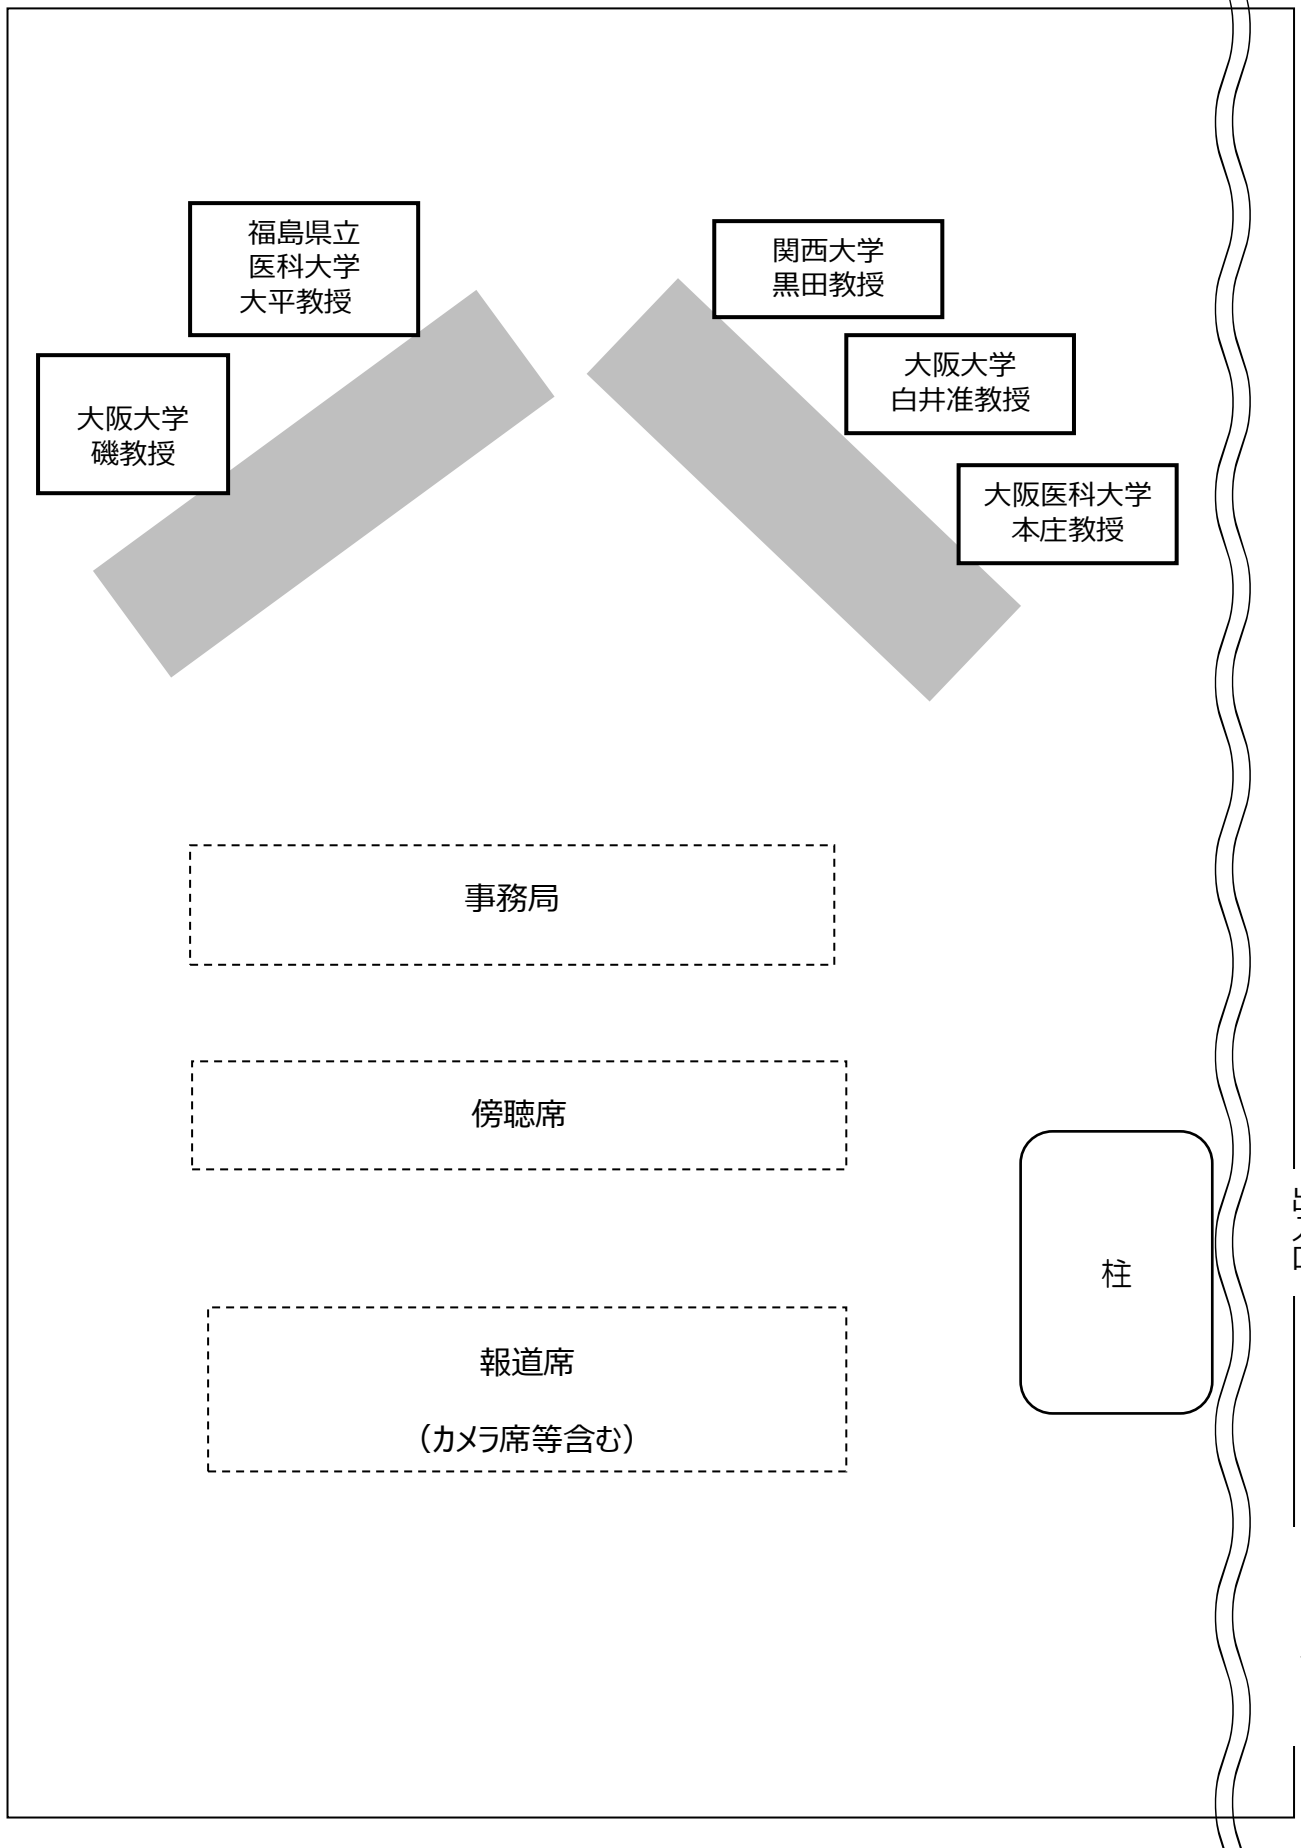 福島県立
医科大学
大平教授
関西大学
黒田教授
大阪大学
白井准教授
大阪大学
磯教授
大阪医科大学
本庄教授
事務局
傍聴席
柱
報道席
（カメラ席等含む）